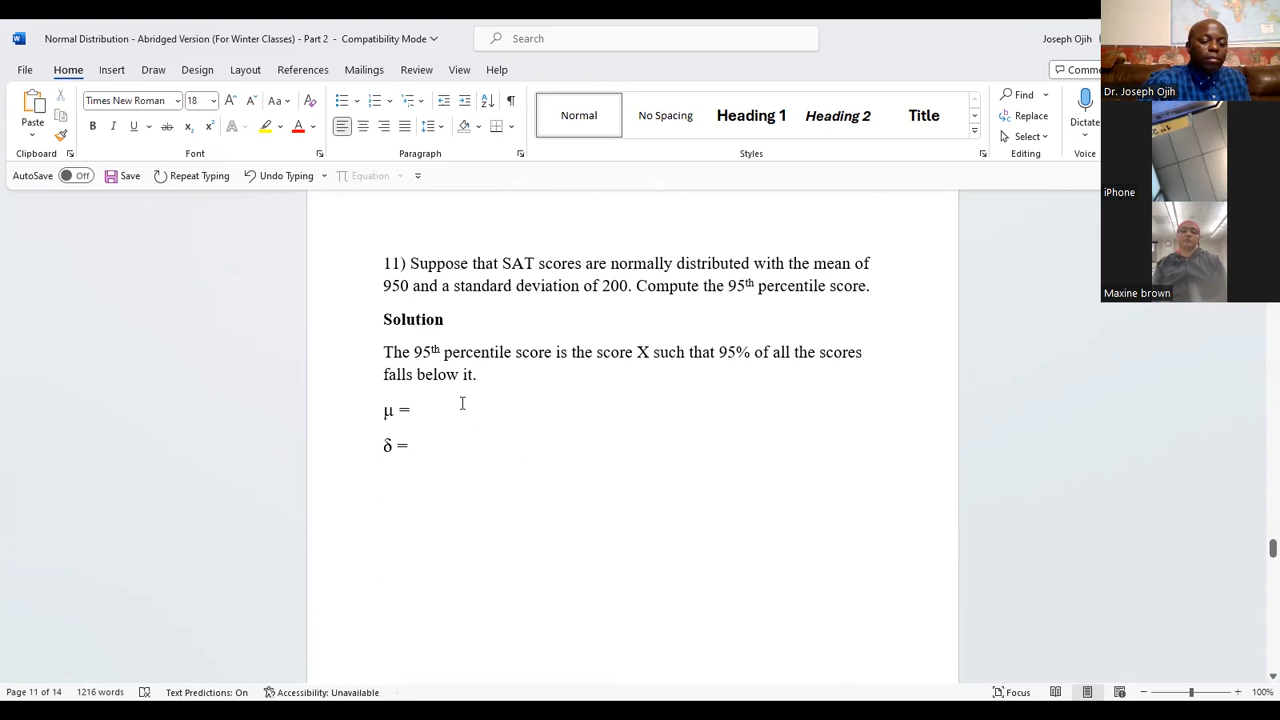 Normal Distribution - Abridged Version (For Winter Classes) - Part 2 - Compatibility Mode
Search
Joseph Ojih
File Home Insert Draw Design Layout References Mailings Review View Help
Comme
Times New Roman 18
Paste
Normal
No Spacing
Heading 1
Heading 2
Title
Find
Replace
Select
Dictate
Clipboard
Font
Paragraph
Styles
Editing
Voice
AutoSave Off Save Repeat Typing Undo Typing Equation
Dr. Joseph Ojih
iPhone
Maxine brown
11) Suppose that SAT scores are normally distributed with the mean of
950 and a standard deviation of 200. Compute the 95th percentile score.
Solution
The 95th percentile score is the score X such that 95% of all the scores
falls below it.
μ =
δ =
Page 11 of 14 1216 words Text Predictions: On Accessibility: Unavailable
Focus
100%